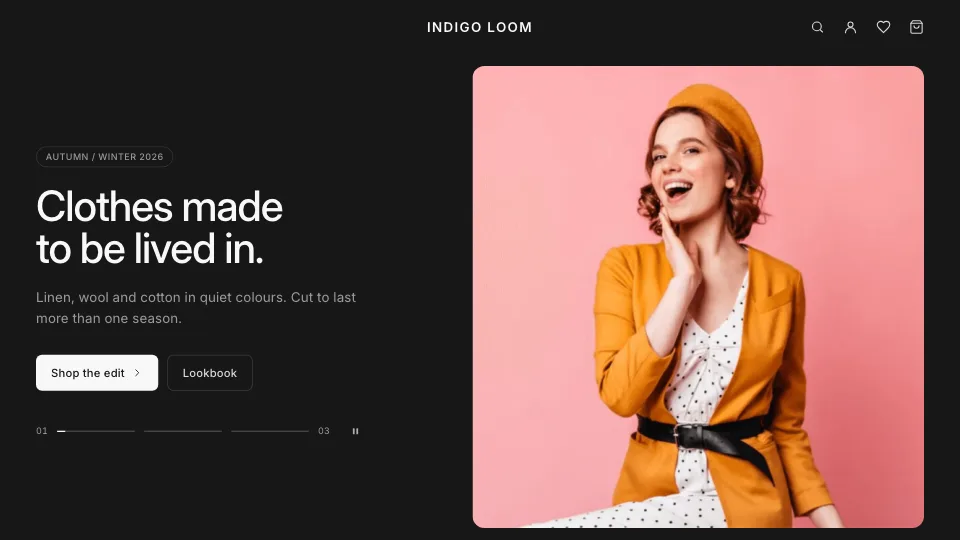 INDIGO LOOM
AUTUMN / WINTER 2026
Clothes made
to be lived in.
Linen, wool and cotton in quiet colours. Cut to last
more than one season.
Shop the edit
Lookbook
01
03